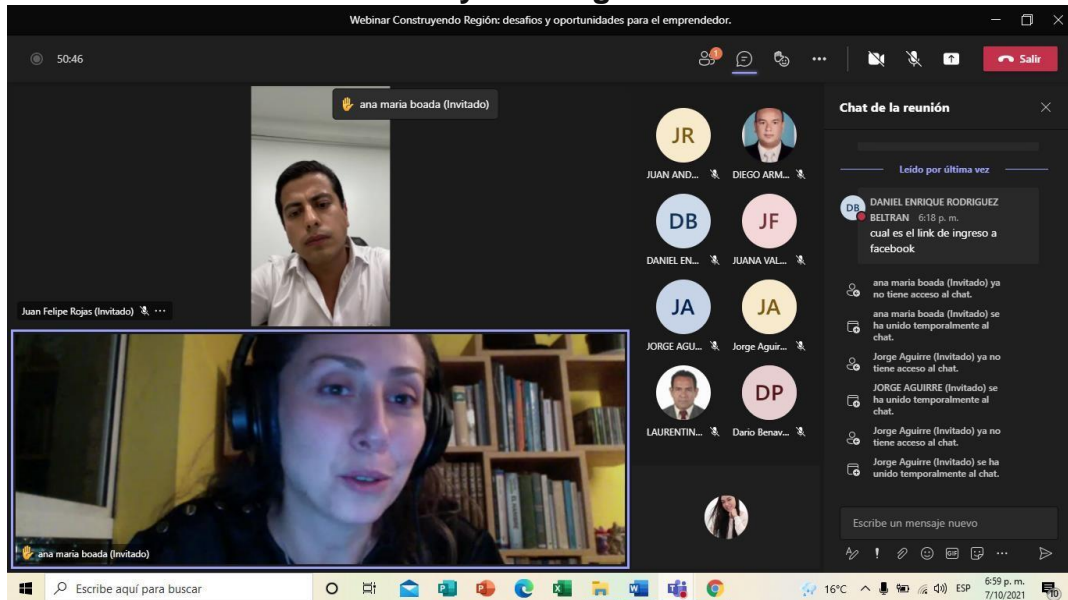 Webinar Construyendo Región: desafios y oportunidades para el emprendedor.
50:46
1
Salir
ana maria boada (Invitado)
Juan Felipe Rojas (Invitado)
ana maria boada (Invitado)
JR
JUAN AND...
DIEGO ARM...
DB
DANIEL EN...
JF
JUANA VAL...
JA
JORGE AGU...
JA
Jorge Aguir...
LAURENTIN...
DP
Dario Benav...
Chat de la reunión
Leído por última vez
DB
DANIEL ENRIQUE RODRIGUEZ
BELTRAN 6:18 p. m.
cual es el link de ingreso a
facebook
ana maria boada (Invitado) ya
no tiene acceso al chat.
ana maria boada (Invitado) se
ha unido temporalmente al
chat.
Jorge Aguirre (Invitado) ya no
tiene acceso al chat.
JORGE AGUIRRE (Invitado) se
ha unido temporalmente al
chat.
Jorge Aguirre (Invitado) ya no
tiene acceso al chat.
Jorge Aguirre (Invitado) se ha
unido temporalmente al chat.
Escribe un mensaje nuevo
GIF
Escribe aquí para buscar
16°C
ESP
6:59 p. m.
7/10/2021
10